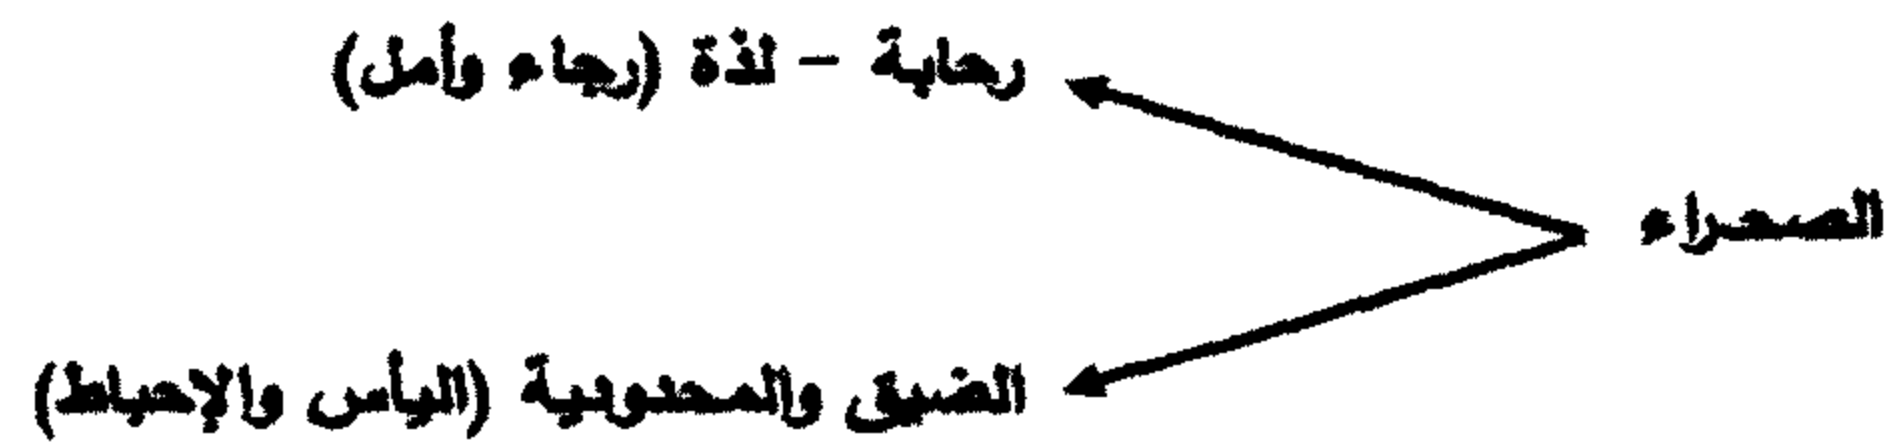 رحابة – لذة (رجاء وأمل)
الصحراء
الضيق والمحدودية (اليأس والإحباط)